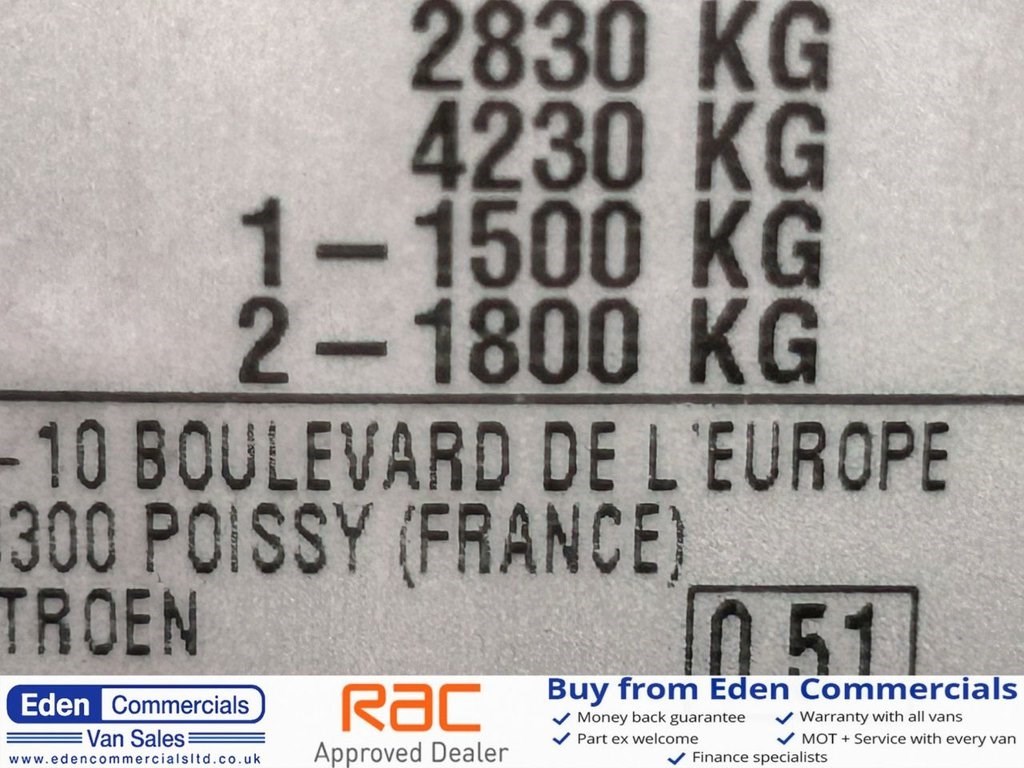 2830 KG
4230 KG
1 - 1500 KG
2 - 1800 KG
-10 BOULEVARD DE L'EUROPE
300 POISSY (FRANCE)
TROEN
0.51
Eden Commercials
Van Sales
www.edencommercialsltd.co.uk
RAC
Approved Dealer
Buy from Eden Commercials
Money back guarantee
Warranty with all vans
Part ex welcome
MOT + Service with every van
Finance specialists